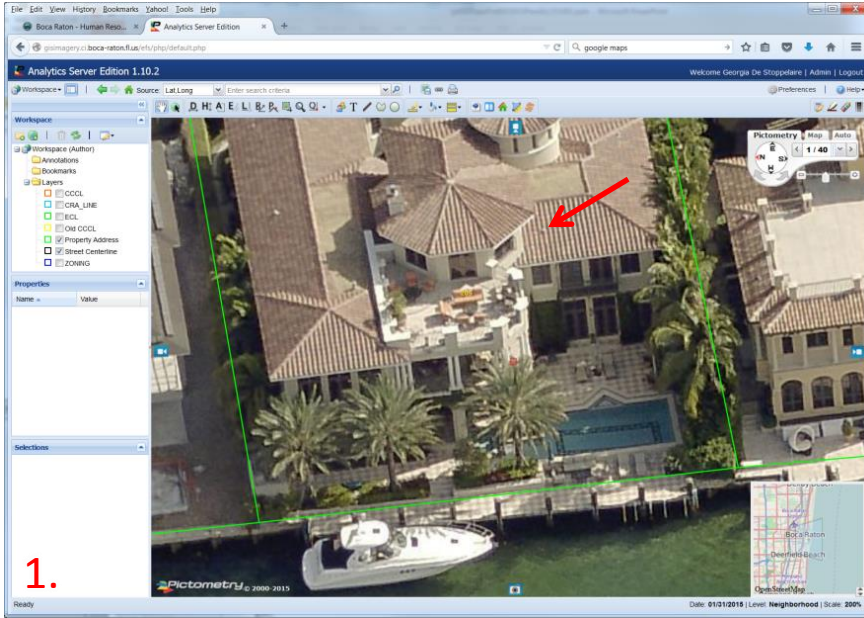 File Edit View History Bookmarks Yahoo! Tools Help
Boca Raton - Human Reso... × Analytics Server Edition × +
gisimagery.ci.boca-raton.fl.us/efs/php/default.php
google maps
Analytics Server Edition 1.10.2
Welcome Georgia De Stoppelaire | Admin | Logout
Workspace
Source: Lat,Long
Enter search criteria
Preferences | Help
D H A E L
T
Workspace
Workspace (Author)
Annotations
Bookmarks
Layers
CCCL
CRA_LINE
ECL
Old CCCL
Property Address
Street Centerline
ZONING
Properties
Name
Value
Selections
Pictometry Map Auto
E
N S
W
1 / 40
Boca Raton
Deerfield Beach
OpenStreetMap
1.
Pictometry © 2000-2015
Ready
Date: 01/31/2015 | Level: Neighborhood | Scale: 200%